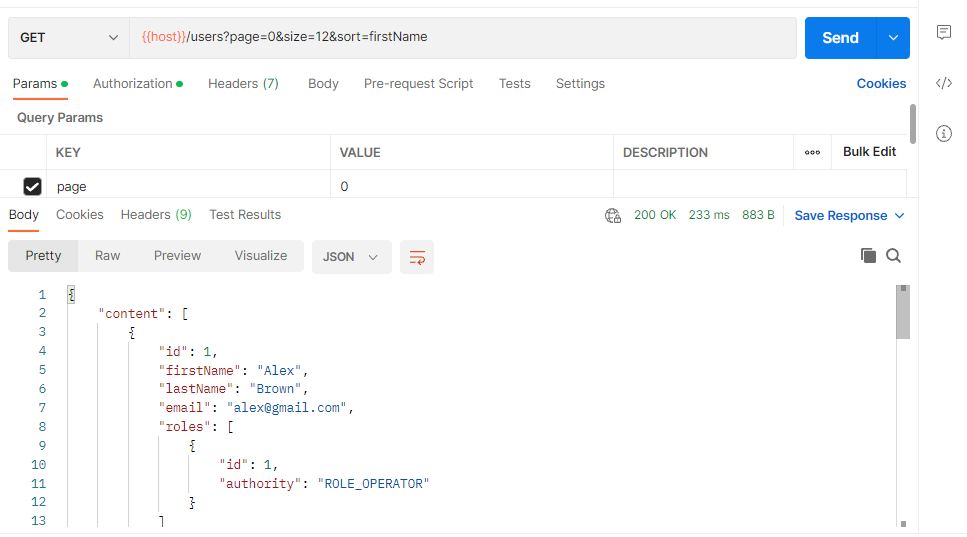 GET {{host}}/users?page=0&size=12&sort=firstName Send
Params Authorization Headers (7) Body Pre-request Script Tests Settings Cookies
Query Params
KEY VALUE DESCRIPTION ooo Bulk Edit
page 0
Body Cookies Headers (9) Test Results 200 OK 233 ms 883 B Save Response
Pretty Raw Preview Visualize JSON
1 {
2 "content": [
3 {
4 "id": 1,
5 "firstName": "Alex",
6 "lastName": "Brown",
7 "email": "alex@gmail.com",
8 "roles": [
9 {
10 "id": 1,
11 "authority": "ROLE_OPERATOR"
12 }
13 ]